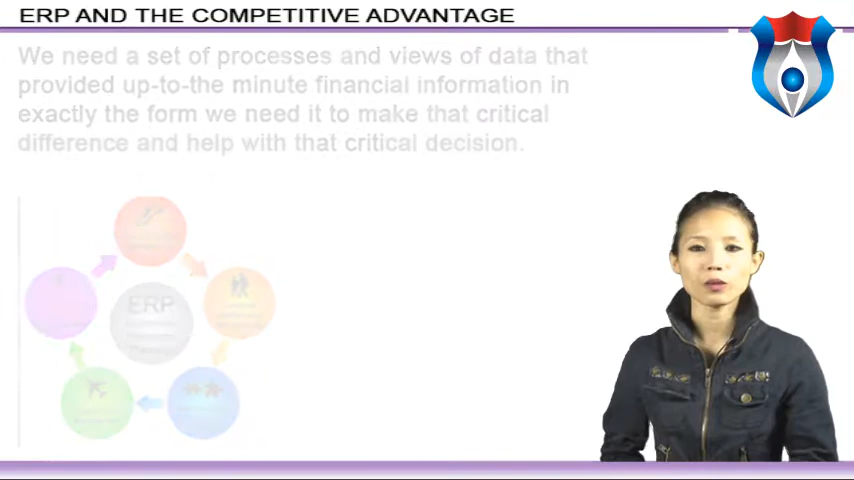 ERP AND THE COMPETITIVE ADVANTAGE
We need a set of processes and views of data that
provided up-to-the minute financial information in
exactly the form we need it to make that critical
difference and help with that critical decision.
ERP